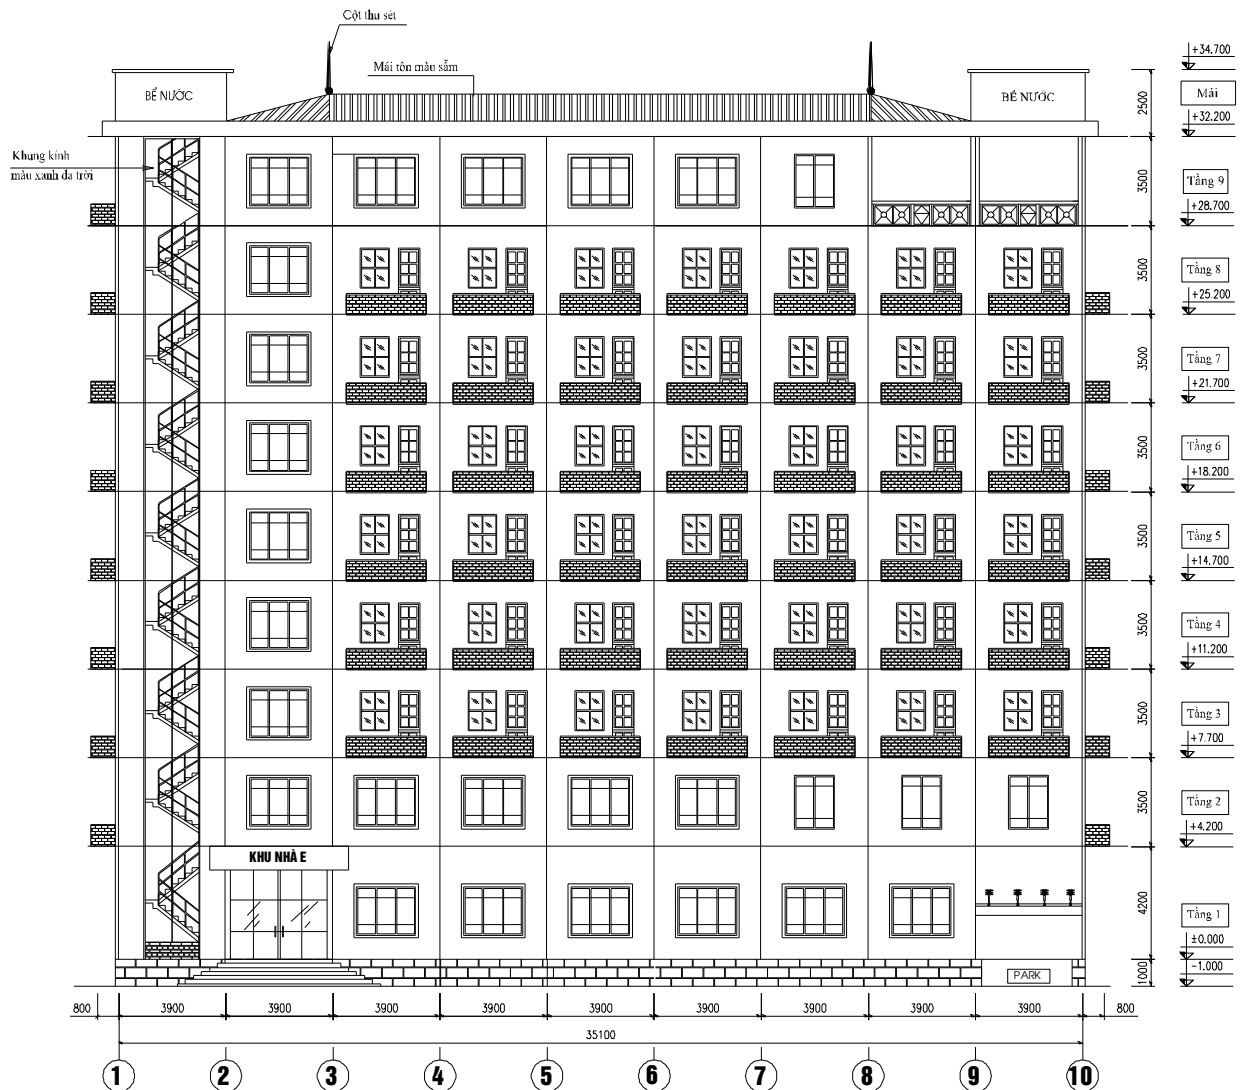 Cột thu sét
Mái tôn màu sẫm
BỂ NƯỚC
BỂ NƯỚC
Khung kính
màu xanh da trời
KHU NHÀ E
PARK
+34.700
Mái
+32.200
Tầng 9
+28.700
Tầng 8
+25.200
Tầng 7
+21.700
Tầng 6
+18.200
Tầng 5
+14.700
Tầng 4
+11.200
Tầng 3
+7.700
Tầng 2
+4.200
Tầng 1
±0.000
-1.000
2500
3500
3500
3500
3500
3500
3500
3500
3500
4200
1000
800 3900 3900 3900 3900 3900 3900 3900 3900 3900 800
35100
1 2 3 4 5 6 7 8 9 10